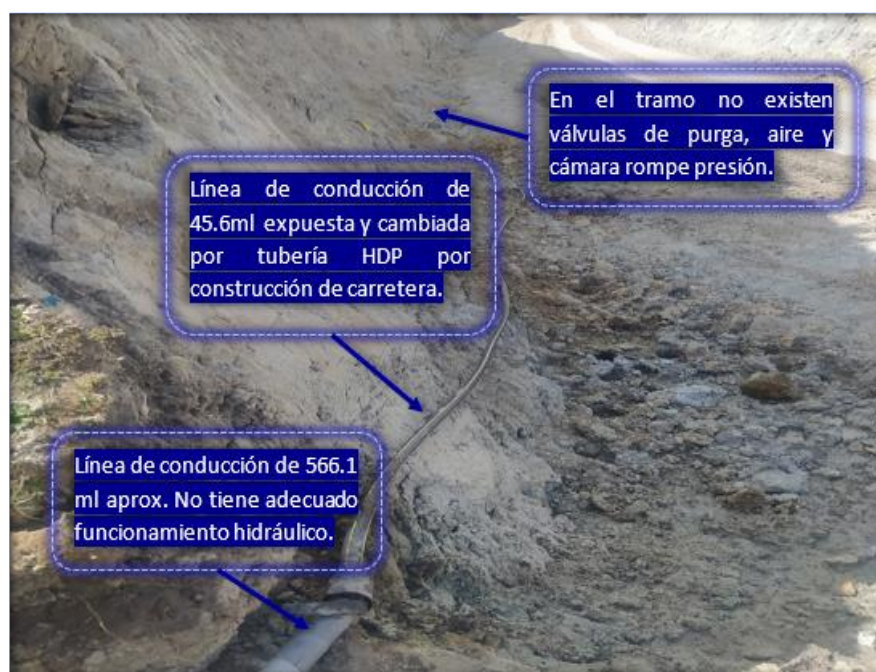 En el tramo no existen
válvulas de purga, aire y
cámara rompe presión.
Línea de conducción de
45.6ml expuesta y cambiada
por tubería HDP por
construcción de carretera.
Línea de conducción de 566.1
ml aprox. No tiene adecuado
funcionamiento hidráulico.